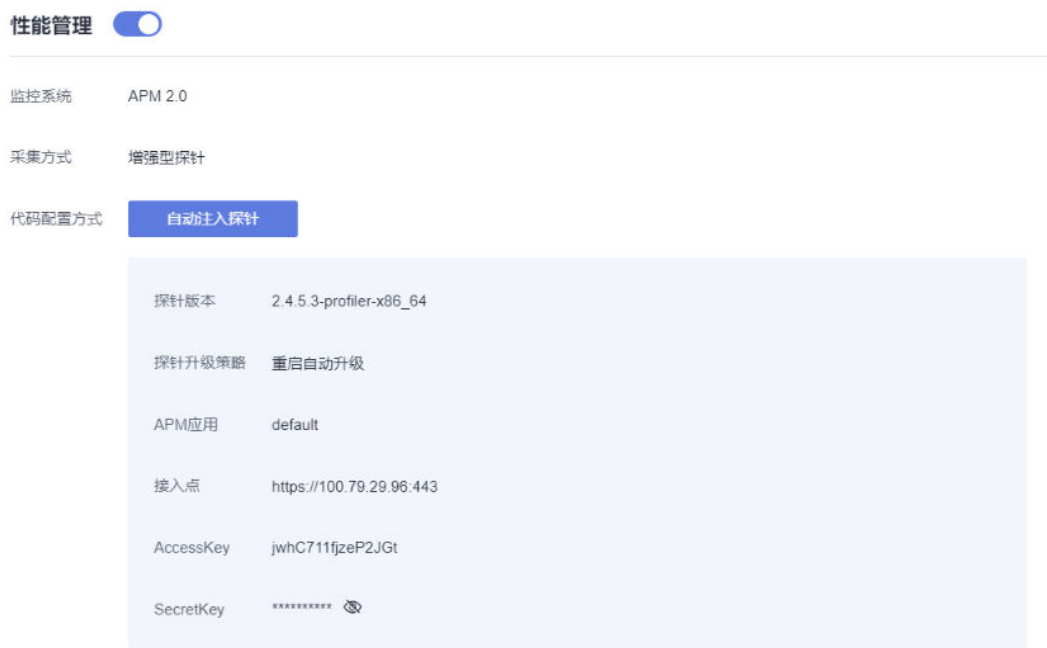 性能管理
监控系统 APM 2.0
采集方式 增强型探针
代码配置方式 自动注入探针
探针版本 2.4.5.3-profiler-x86_64
探针升级策略 重启自动升级
APM应用 default
接入点 https://100.79.29.96:443
AccessKey jwhC711fjzeP2JGt
SecretKey **********